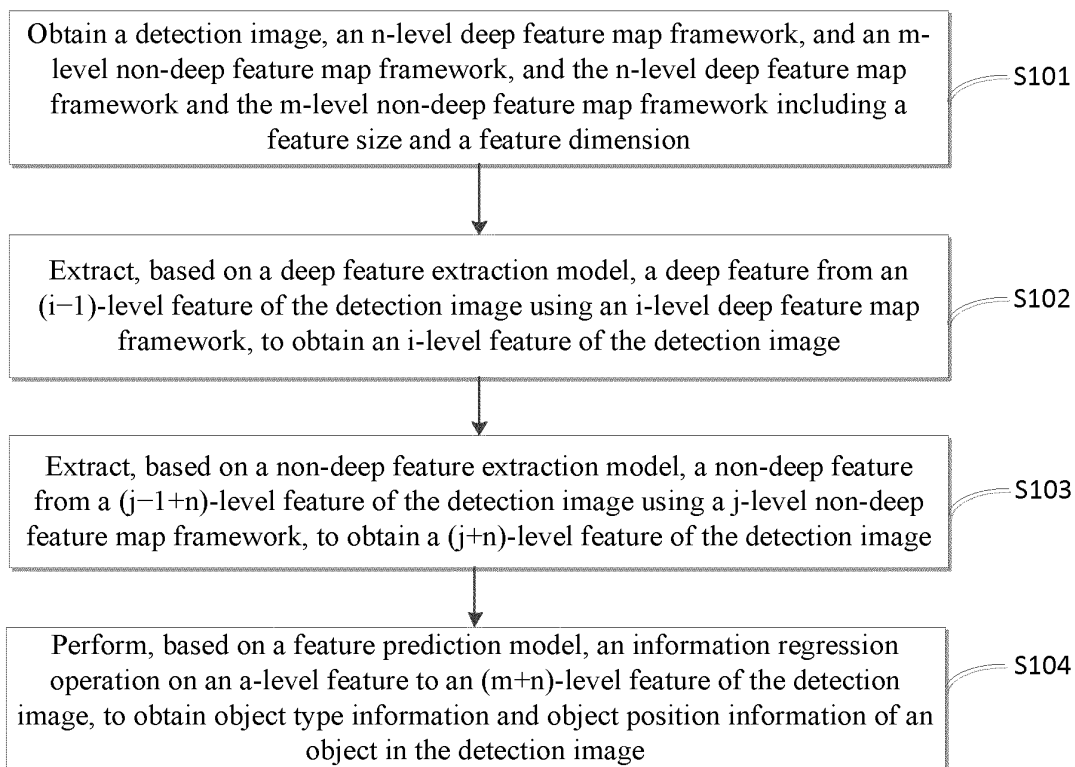 Obtain a detection image, an n-level deep feature map framework, and an m-
level non-deep feature map framework, and the n-level deep feature map
framework and the m-level non-deep feature map framework including a
feature size and a feature dimension
S101
Extract, based on a deep feature extraction model, a deep feature from an
(i−1)-level feature of the detection image using an i-level deep feature map
framework, to obtain an i-level feature of the detection image
S102
Extract, based on a non-deep feature extraction model, a non-deep feature
from a (j−1+n)-level feature of the detection image using a j-level non-deep
feature map framework, to obtain a (j+n)-level feature of the detection image
S103
Perform, based on a feature prediction model, an information regression
operation on an a-level feature to an (m+n)-level feature of the detection
image, to obtain object type information and object position information of an
object in the detection image
S104